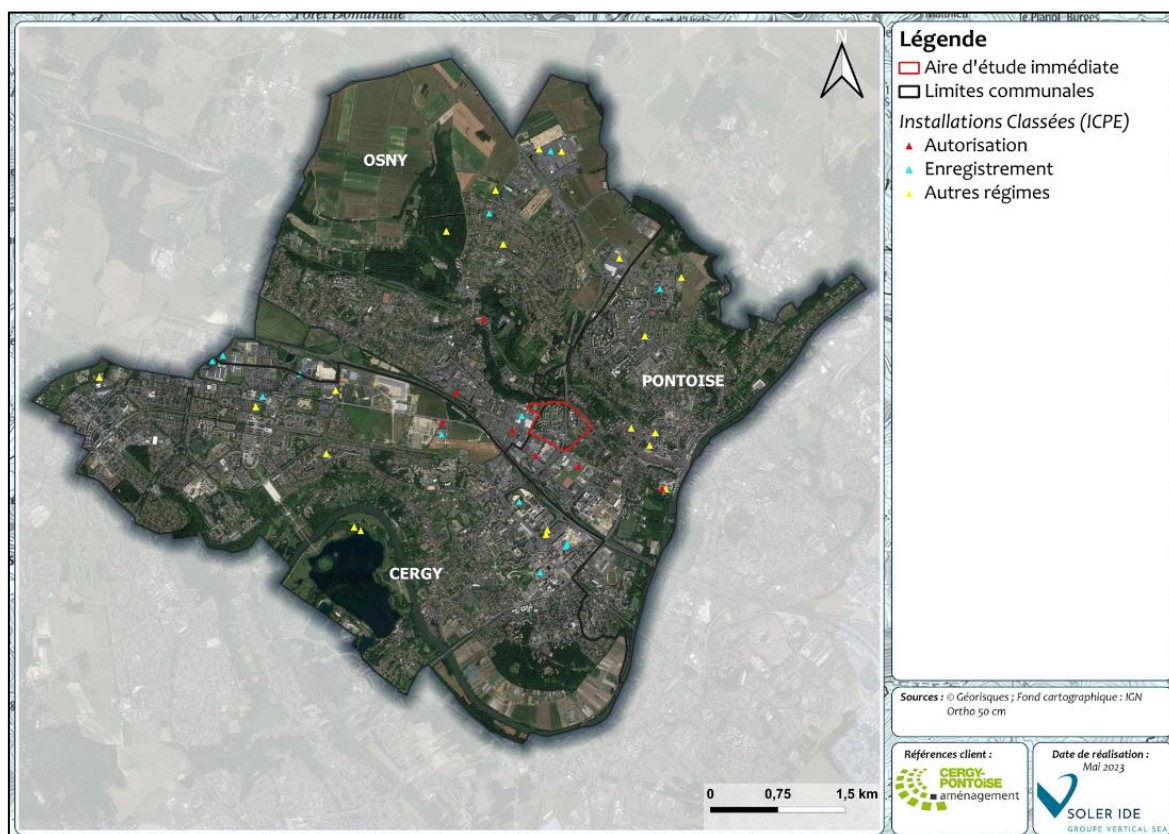 N
OSNY
PONTOISE
CERGY
0 0,75 1,5 km
Légende
Aire d'étude immédiate
Limites communales
Installations Classées (ICPE)
Autorisation
Enregistrement
Autres régimes
Sources : © Géorisques ; Fond cartographique : IGN
Ortho 50 cm
Références client :
CERGY-
PONTOISE
aménagement
Date de réalisation :
Mai 2023
SOLER IDE
GROUPE VERTICAL SEA